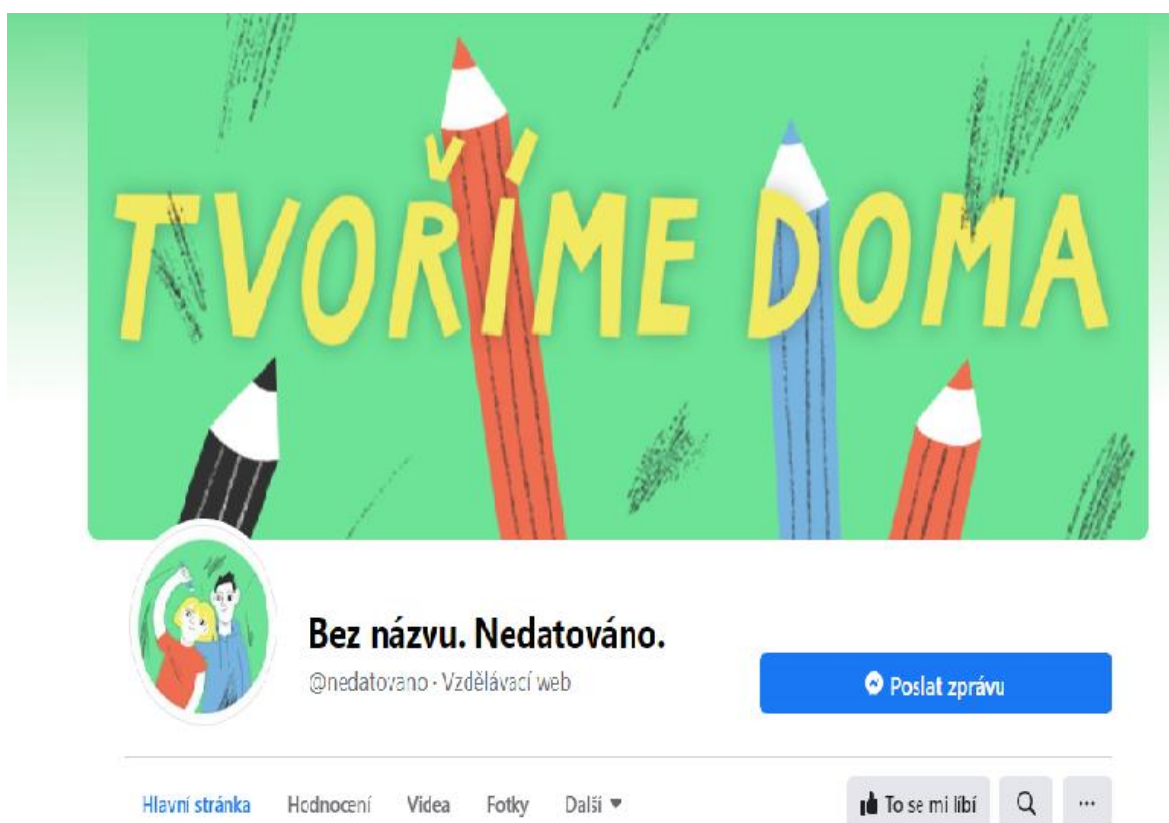 TVOŘÍME DOMA
Bez názvu. Nedatováno.
@nedatovano · Vzdělávací web
Poslat zprávu
Hlavní stránka Hodnocení Videa Fotky Další
To se mi líbí